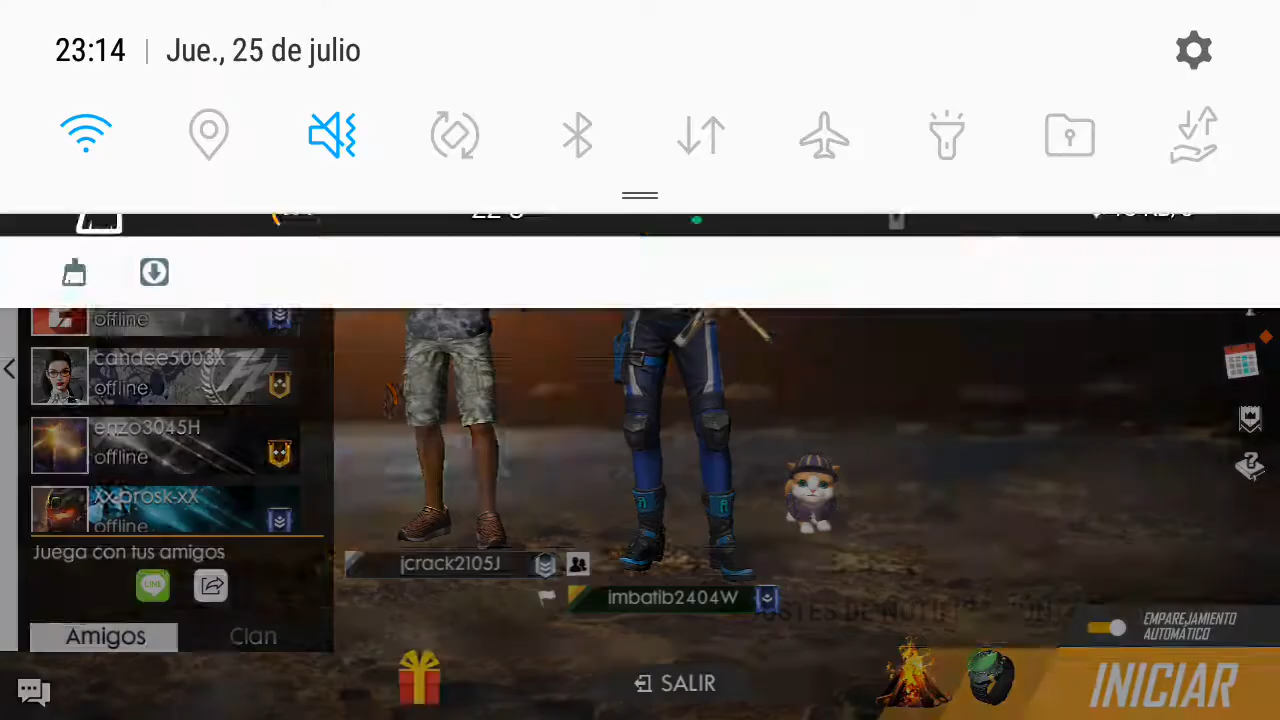 23:14 | Jue., 25 de julio
offline
candee5003X
offline
enzo3045H
offline
Xx-prosk-xX
offline
Juega con tus amigos
LINE
Amigos
Clan
jcrack2105J
imbatib2404W
EMPAREJAMIENTO
AUTOMÁTICO
SALIR
INICIAR